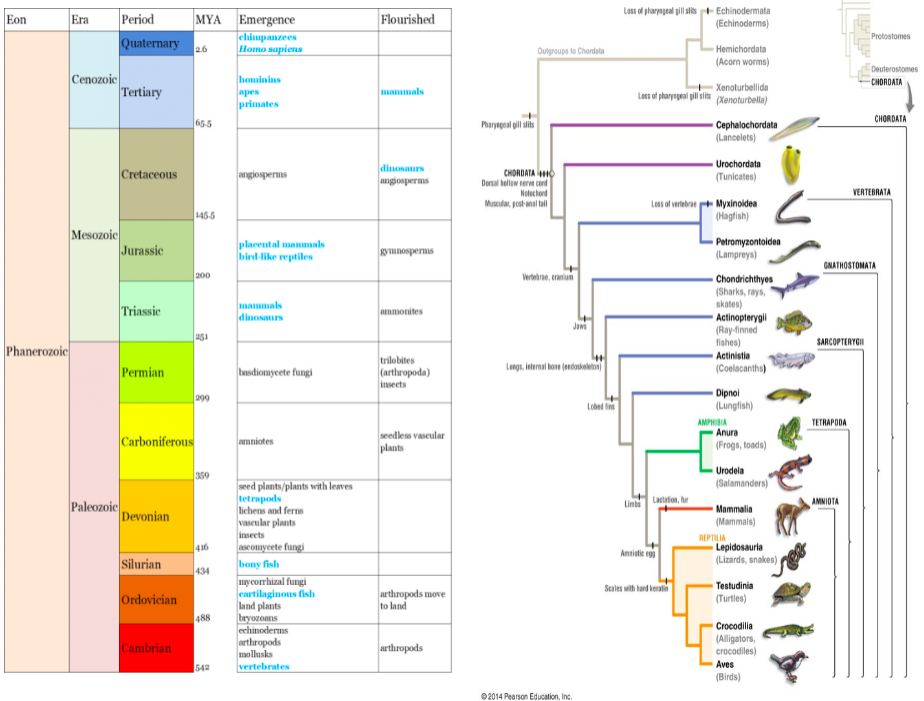 Eon Era Period MYA Emergence Flourished
Phanerozoic
Cenozoic
Quaternary
2.6
chimpanzees
Homo sapiens
Tertiary
65.5
hominins
apes
primates
mammals
Mesozoic
Cretaceous
145.5
angiosperms
dinosaurs
angiosperms
Jurassic
200
placental mammals
bird-like reptiles
gymnosperms
Triassic
251
mammals
dinosaurs
ammonites
Paleozoic
Permian
299
basdiomycete fungi
trilobites
(arthropoda)
insects
Carboniferous
359
amniotes
seedless vascular
plants
Devonian
416
seed plants/plants with leaves
tetrapods
lichens and ferns
vascular plants
insects
ascomycete fungi
Silurian
434
bony fish
Ordovician
488
mycorrhizal fungi
cartilaginous fish
land plants
bryozoans
arthropods move
to land
Cambrian
542
echinoderms
arthropods
mollusks
vertebrates
arthropods
Loss of pharyngeal gill slits
Echinodermata
(Echinoderms)
Outgroups to Chordata
Hemichordata
(Acorn worms)
Loss of pharyngeal gill slits
Xenoturbellida
(Xenoturbella)
Protostomes
Deuterostomes
CHORDATA
Pharyngeal gill slits
CHORDATA
Cephalochordata
(Lancelets)
CHORDATA
Dorsal hollow nerve cord
Notochord
Muscular, post-anal tail
Urochordata
(Tunicates)
VERTEBRATA
Loss of vertebrae
Myxinoidea
(Hagfish)
Petromyzontoidea
(Lampreys)
Vertebrae, cranium
GNATHOSTOMATA
Chondrichthyes
(Sharks, rays,
skates)
Jaws
Actinopterygii
(Ray-finned
fishes)
SARCOPTERYGII
Lungs, internal bone (endoskeleton)
Actinistia
(Coelacanths)
Lobed fins
Dipnoi
(Lungfish)
AMPHIBIA
TETRAPODA
Anura
(Frogs, toads)
Urodela
(Salamanders)
Limbs
Lactation, fur
AMNIOTA
Mammalia
(Mammals)
Amniotic egg
REPTILIA
Lepidosauria
(Lizards, snakes)
Scales with hard keratin
Testudinia
(Turtles)
Crocodilia
(Alligators,
crocodiles)
Aves
(Birds)
© 2014 Pearson Education, Inc.